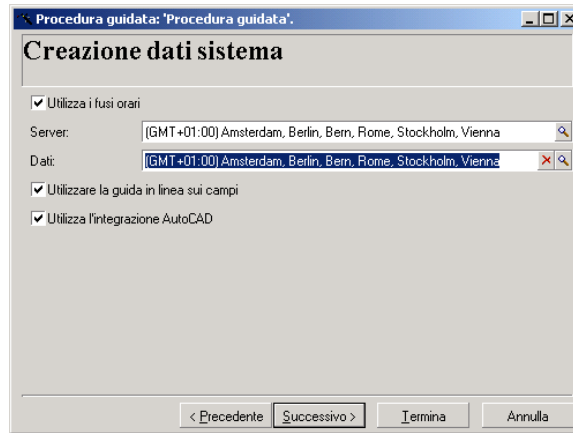 Procedura guidata: 'Procedura guidata'.
Creazione dati sistema
Utilizza i fusi orari
Server: (GMT+01:00) Amsterdam, Berlin, Bern, Rome, Stockholm, Vienna
Dati: (GMT+01:00) Amsterdam, Berlin, Bern, Rome, Stockholm, Vienna
Utilizzare la guida in linea sui campi
Utilizza l'integrazione AutoCAD
< Precedente Successivo > Termina Annulla